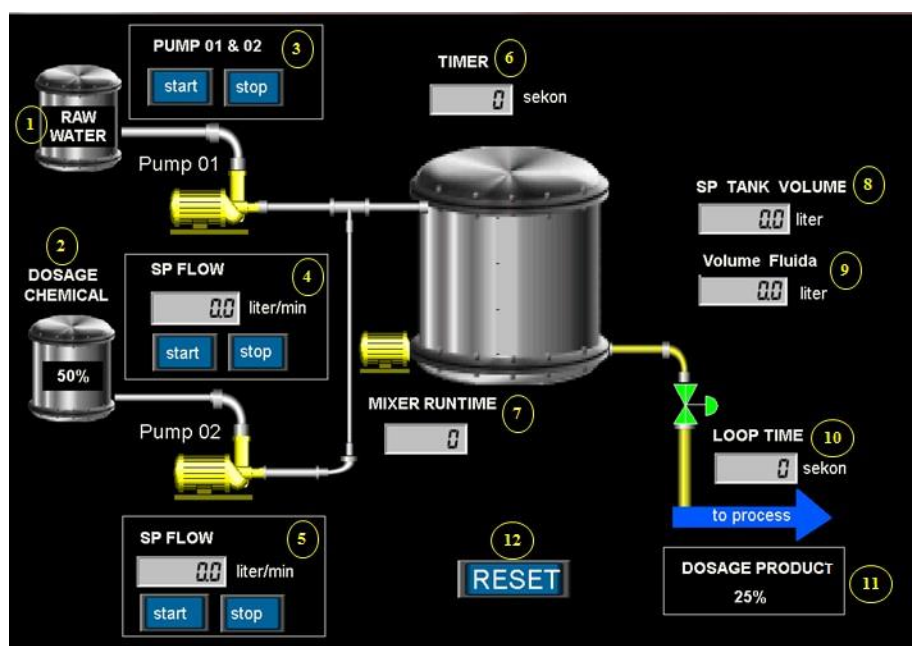 PUMP 01 & 02
3
start
stop
TIMER
6
0 sekon
1
RAW
WATER
Pump 01
SP TANK VOLUME
8
0.0 liter
2
DOSAGE
CHEMICAL
50%
SP FLOW
4
0.0 liter/min
start
stop
Volume Fluida
9
0.0 liter
MIXER RUNTIME
7
0
Pump 02
LOOP TIME
10
0 sekon
to process
SP FLOW
5
0.0 liter/min
start
stop
12
RESET
DOSAGE PRODUCT
25%
11